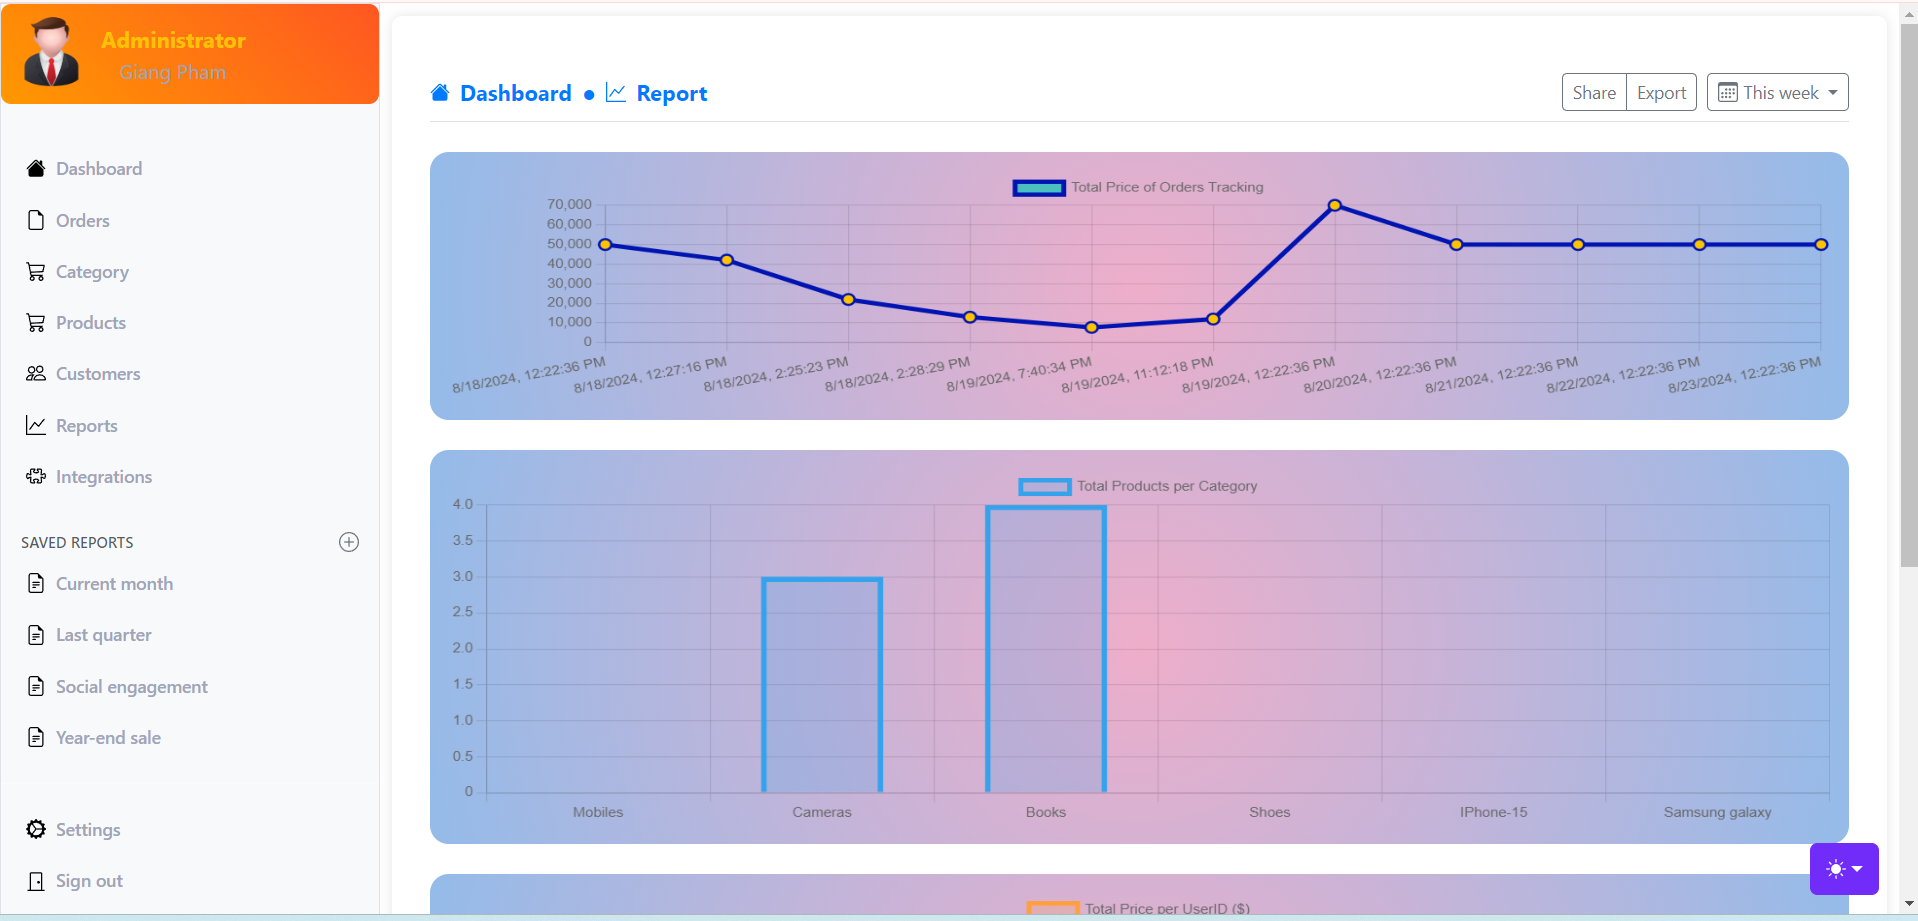 Administrator
Giang Pham
Dashboard
Orders
Category
Products
Customers
Reports
Integrations
SAVED REPORTS
Current month
Last quarter
Social engagement
Year-end sale
Settings
Sign out
Dashboard ● Report
Share Export This week
Total Price of Orders Tracking
70,000
60,000
50,000
40,000
30,000
20,000
10,000
0
8/18/2024, 12:22:36 PM
8/18/2024, 12:27:16 PM
8/18/2024, 2:25:23 PM
8/18/2024, 2:28:29 PM
8/19/2024, 7:40:34 PM
8/19/2024, 11:12:18 PM
8/19/2024, 12:22:36 PM
8/20/2024, 12:22:36 PM
8/21/2024, 12:22:36 PM
8/22/2024, 12:22:36 PM
8/23/2024, 12:22:36 PM
Total Products per Category
4.0
3.5
3.0
2.5
2.0
1.5
1.0
0.5
0
Mobiles Cameras Books Shoes IPhone-15 Samsung galaxy
Total Price per UserID ($)